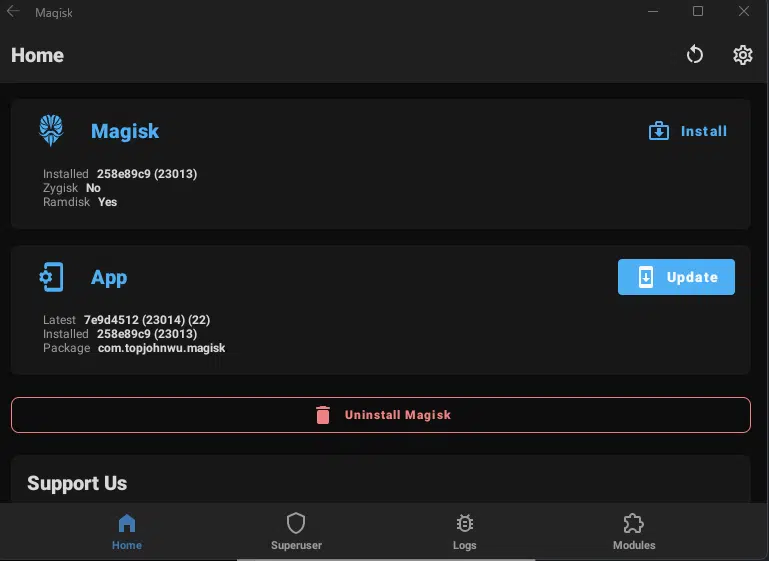 Magisk
Home
Magisk
Install
Installed 258e89c9 (23013)
Zygisk No
Ramdisk Yes
App
Update
Latest 7e9d4512 (23014) (22)
Installed 258e89c9 (23013)
Package com.topjohnwu.magisk
Uninstall Magisk
Support Us
Home
Superuser
Logs
Modules